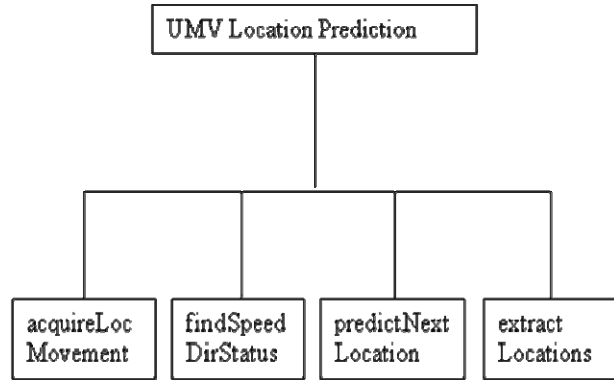 UMV Location Prediction
acquireLoc
Movement
findSpeed
DirStatus
predictNext
Location
extract
Locations